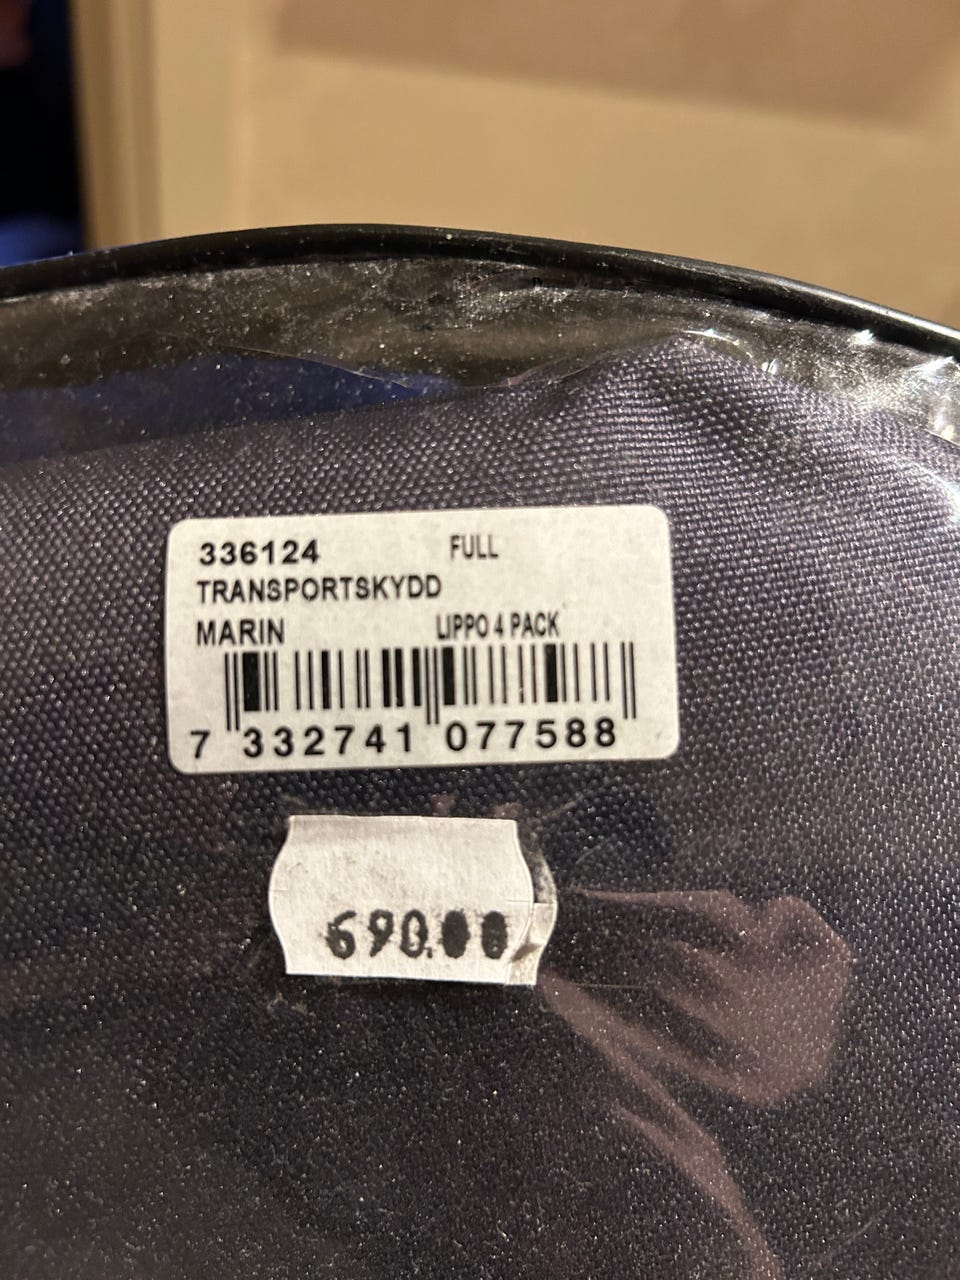 336124 FULL
TRANSPORTSKYDD
MARIN LIPPO 4 PACK
7 332741 077588
690.00